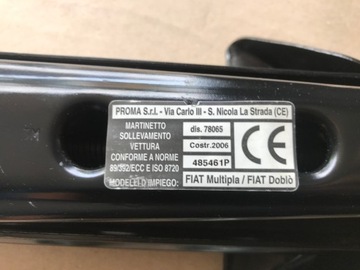 PROMA S.r.l. - Via Carlo III - S. Nicola La Strada (CE)
MARTINETTO dis. 78065
SOLLEVAMENTO
VETTURA Costr.2006
CONFORME A NORME
89/392/ECC E ISO 8720 485461P
MODELLI D'IMPIEGO: FIAT Multipla / FIAT Doblò
CE